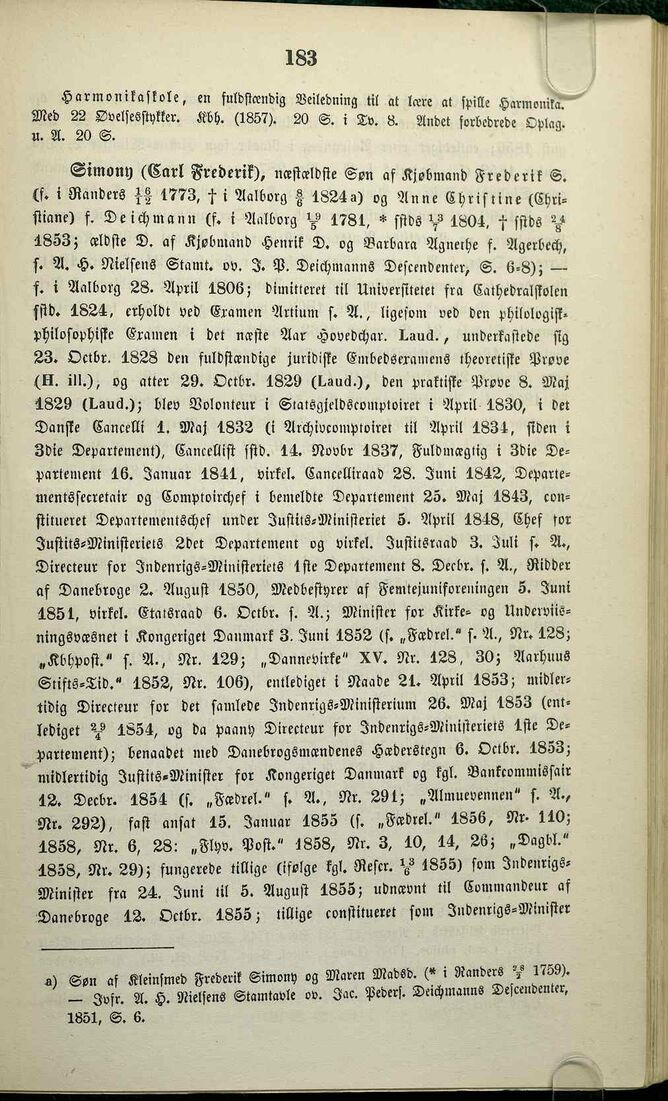 183
Harmonikaskole, en fuldstændig Veiledning til at lære at spille Harmonika.
Med 22 Øvelsesstykker. Kbh. (1857). 20 S. i Tv. 8. Andet forbedrede Oplag.
u. A. 20 S.
Simony (Carl Frederik), næstældste Søn af Kjøbmand Frederik S.
(f. i Randers 16/12 1773, † i Aalborg 8/8 1824a) og Anne Christine (Chri-
stiane) f. Deichmann (f. i Aalborg 19/5 1781, * sstds 13/7 1804, † sstds 24/8
1853; ældste D. af Kjøbmand Henrik D. og Barbara Agnethe f. Agerbech,
s. A. H. Nielsens Stamt. ov. J. P. Deichmanns Descendenter, S. 6-8); —
f. i Aalborg 28. April 1806; dimitteret til Universitetet fra Cathedralskolen
sstd. 1824, erholdt ved Examen Artium s. A., ligesom ved den philologisk-
philosophiske Examen i det næste Aar Hovedchar. Laud., underkastede sig
23. Octbr. 1828 den fuldstændige juridiske Embedsexamens theoretiske Prøve
(H. ill.), og atter 29. Octbr. 1829 (Laud.), den praktiske Prøve 8. Maj
1829 (Laud.); blev Volonteur i Statsgjeldscomptoiret i April 1830, i det
Danske Cancelli 1. Maj 1832 (i Archivcomptoiret til April 1834, siden i
3die Departement), Cancellist sstd. 14. Novbr 1837, Fuldmægtig i 3die De-
partement 16. Januar 1841, virkel. Cancelliraad 28. Juni 1842, Departe-
mentssecretair og Comptoirchef i bemeldte Departement 25. Maj 1843, con-
stitueret Departementschef under Justits-Ministeriet 5. April 1848, Chef for
Justits-Ministeriets 2det Departement og virkel. Justitsraad 3. Juli s. A.,
Directeur for Indenrigs-Ministeriets 1ste Departement 8. Decbr. s. A., Ridder
af Danebroge 2. August 1850, Medbestyrer af Femtejuniforeningen 5. Juni
1851, virkel. Etatsraad 6. Octbr. s. A.; Minister for Kirke- og Underviis-
ningsvæsnet i Kongeriget Danmark 3. Juni 1852 (s. „Fædrel." s. A., Nr. 128;
„Kbhpost." s. A., Nr. 129; „Dannevirke" XV. Nr. 128, 30; Aarhuus
Stifts-Tid." 1852, Nr. 106), entlediget i Naade 21. April 1853; midler-
tidig Directeur for det samlede Indenrigs-Ministerium 26. Maj 1853 (ent-
lediget 29/4 1854, og da paany Directeur for Indenrigs-Ministeriets 1ste De-
partement); benaadet med Danebrogsmændenes Hæderstegn 6. Octbr. 1853;
midlertidig Justits-Minister for Kongeriget Danmark og kgl. Bankcommissair
12. Decbr. 1854 (s. „Fædrel." s. A., Nr. 291; „Almuevennen" s. A.,
Nr. 292), fast ansat 15. Januar 1855 (s. „Fædrel. 1856, Nr. 110;
1858, Nr. 6, 28: „Flyv. Post." 1858, Nr. 3, 10, 14, 26; „Dagbl."
1858, Nr. 29); fungerede tillige (ifølge kgl. Rescr. 13/6 1855) som Indenrigs-
Minister fra 24. Juni til 5. August 1855; udnævnt til Commandeur af
Danebroge 12. Octbr. 1855; tillige constitueret som Indenrigs-Minister
a) Søn af Kleinsmed Frederik Simony og Maren Madsd. (* i Randers 1759).
— Jvfr. A. H. Nielsens Stamtavle ov. Jac. Peders. Deichmanns Descendenter,
1851, S. 6.